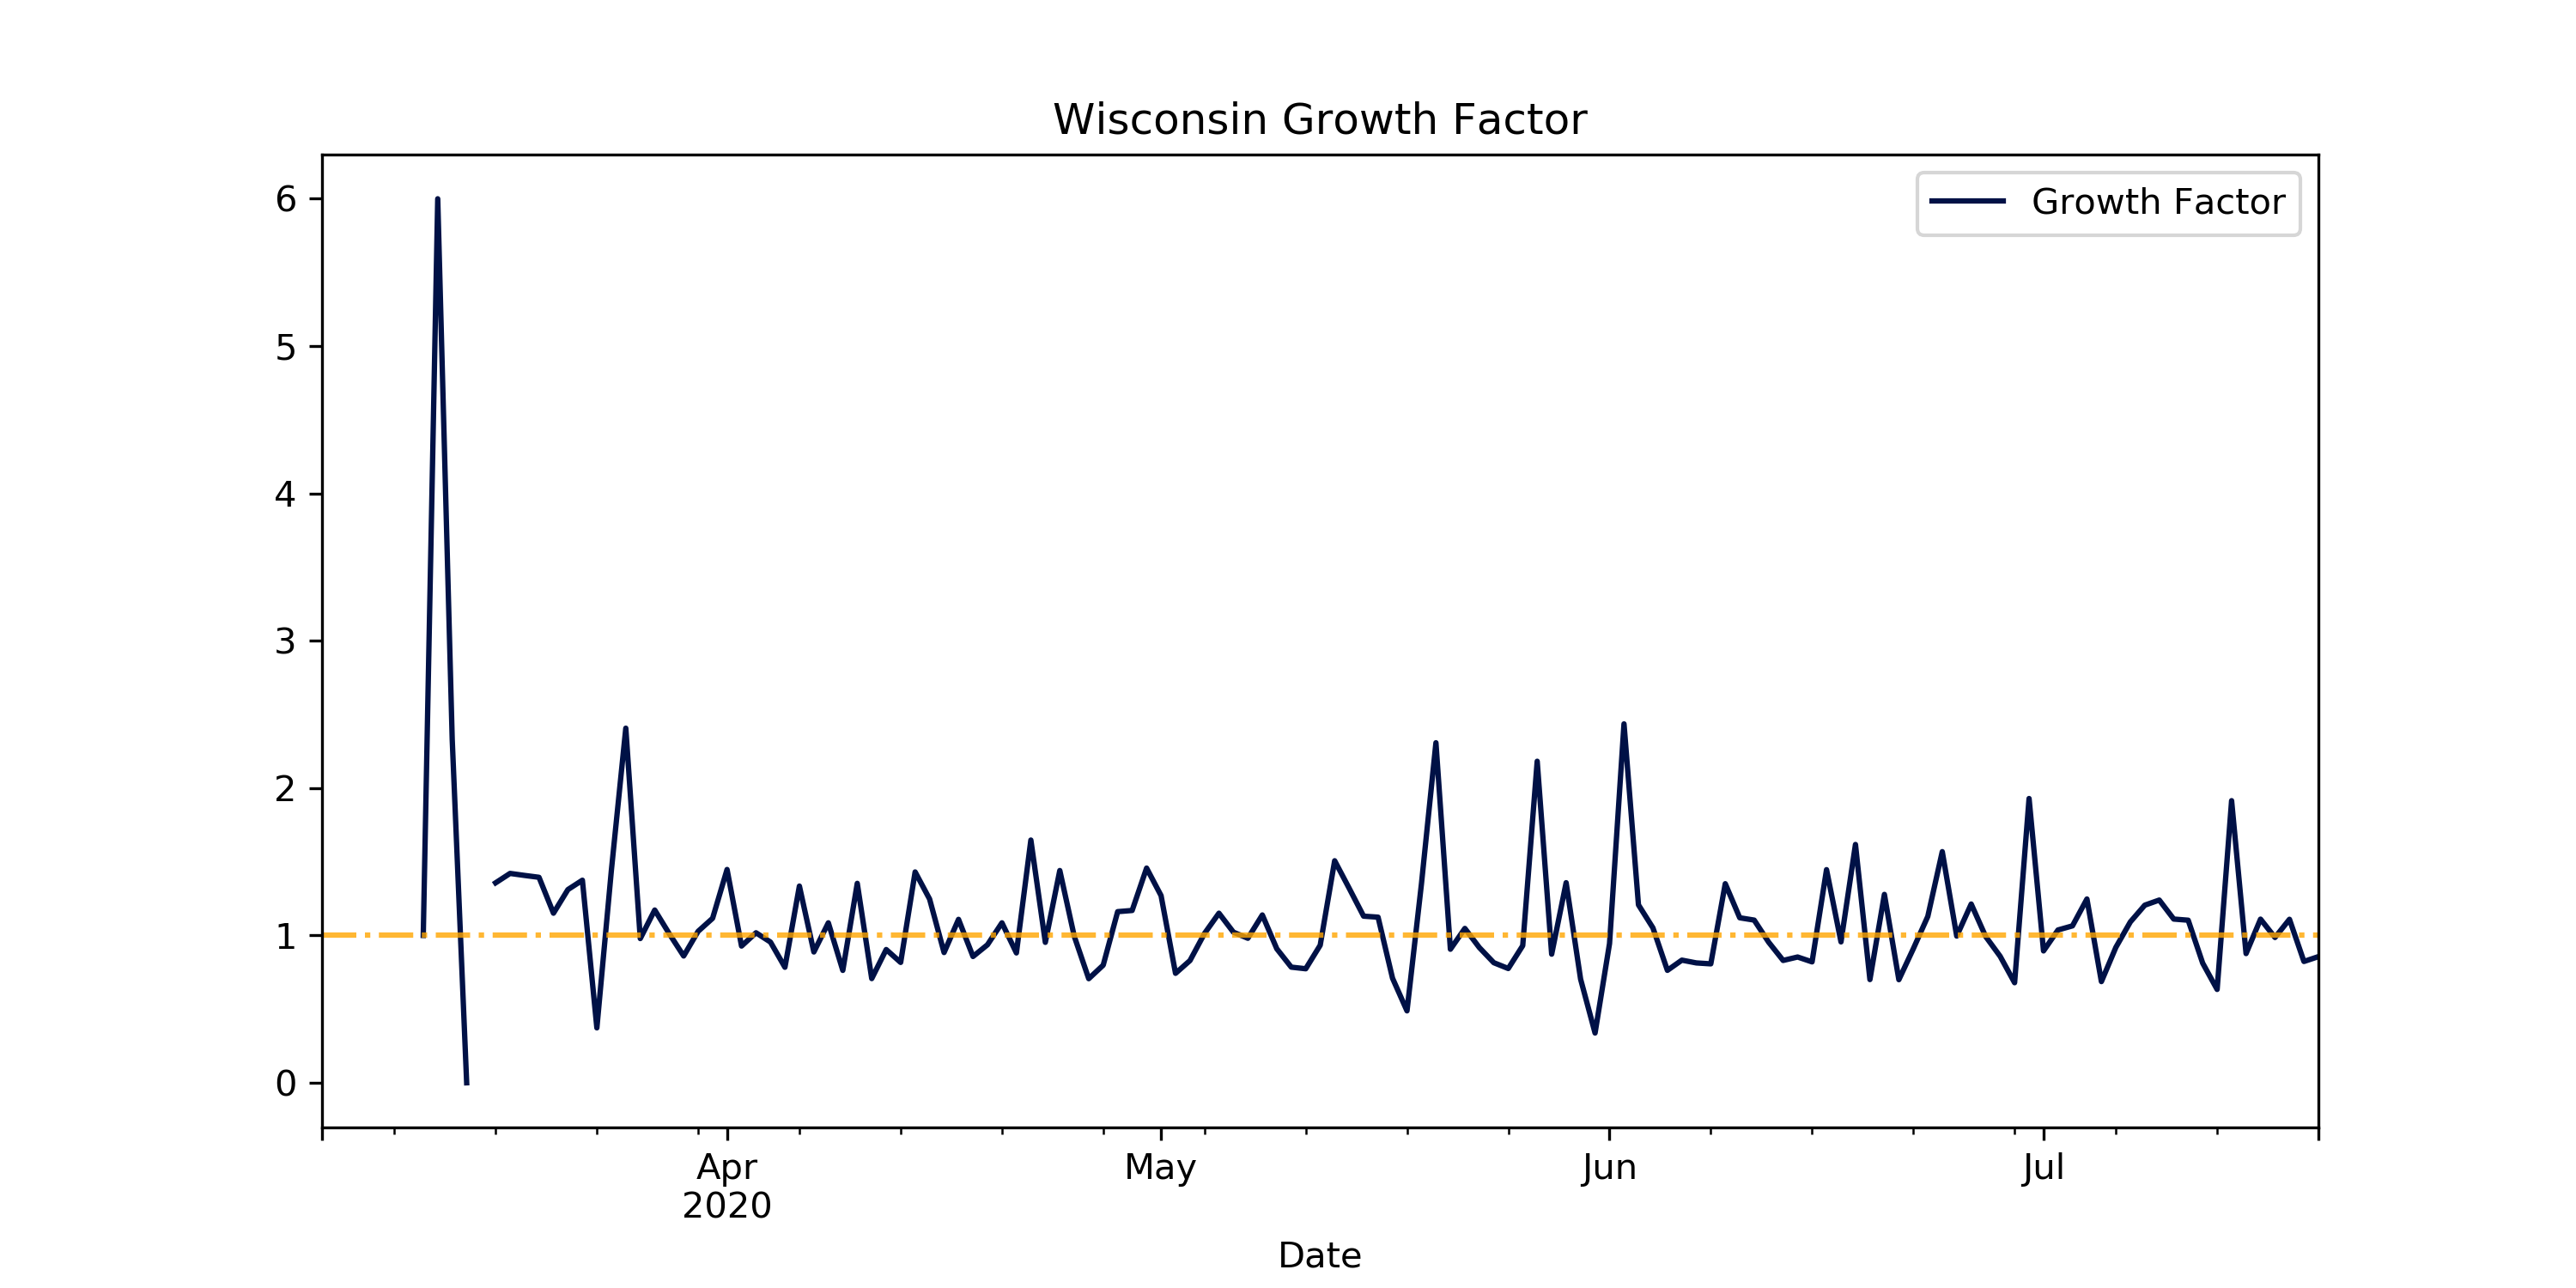 Wisconsin Growth Factor
Growth Factor
6
5
4
3
2
1
0
Apr
2020
May
Jun
Jul
Date